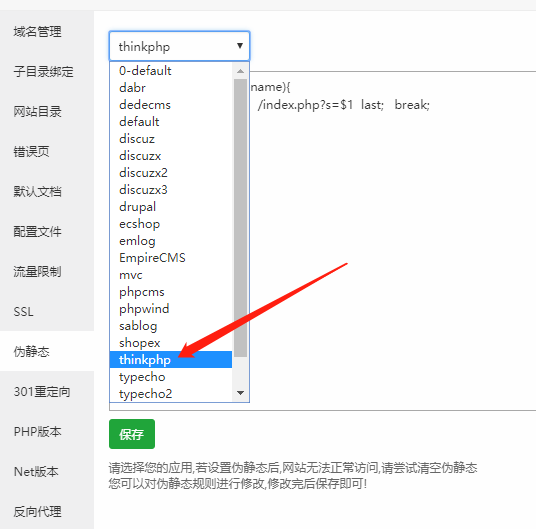 域名管理
子目录绑定
网站目录
错误页
默认文档
配置文件
流量限制
SSL
伪静态
301重定向
PHP版本
Net版本
反向代理
thinkphp
0-default
dabr
dedecms
default
discuz
discuzx
discuzx2
discuzx3
drupal
ecshop
emlog
EmpireCMS
mvc
phpcms
phpwind
sablog
shopex
thinkphp
typecho
typecho2
name){
/index.php?s=$1 last; break;
保存
请选择您的应用,若设置伪静态后,网站无法正常访问,请尝试清空伪静态
您可以对伪静态规则进行修改,修改完后保存即可!